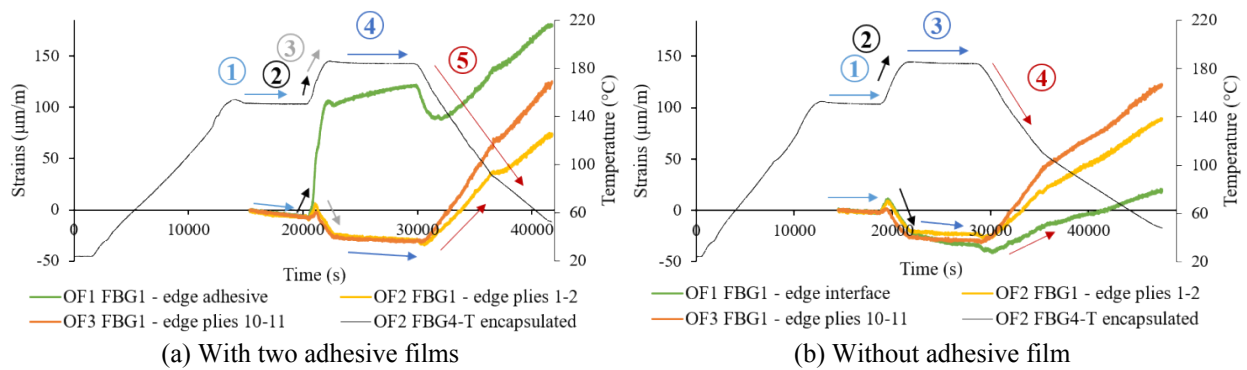 150
100
50
0
-50
Strains (µm/m)
① ② ③ ④ ⑤
220
180
140
100
60
20
Temperature (°C)
0 10000 20000 30000 40000
Time (s)
OF1 FBG1 - edge adhesive
OF2 FBG1 - edge plies 1-2
OF3 FBG1 - edge plies 10-11
OF2 FBG4-T encapsulated
(a) With two adhesive films
150
100
50
0
-50
Strains (µm/m)
① ② ③ ④
220
180
140
100
60
20
Temperature (°C)
0 10000 20000 30000 40000
Time (s)
OF1 FBG1 - edge interface
OF2 FBG1 - edge plies 1-2
OF3 FBG1 - edge plies 10-11
OF2 FBG4-T encapsulated
(b) Without adhesive film